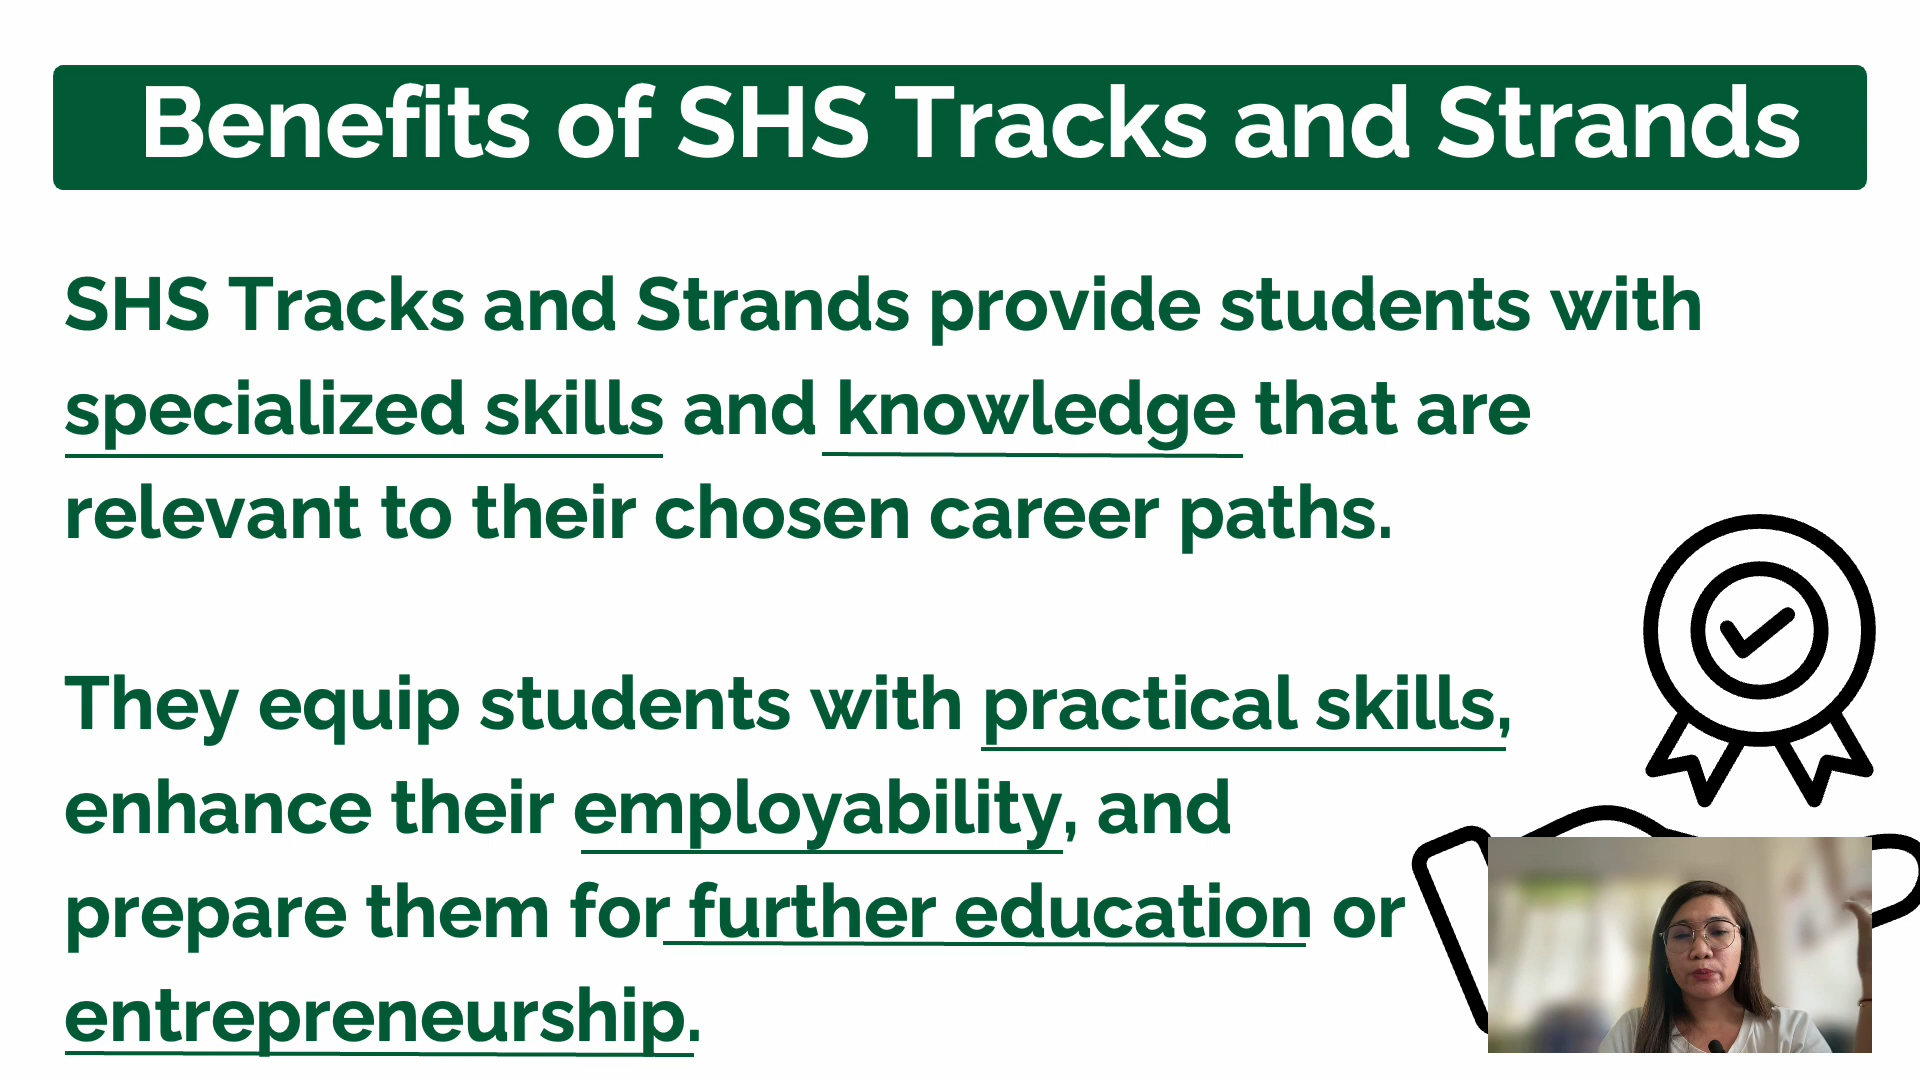 Benefits of SHS Tracks and Strands
SHS Tracks and Strands provide students with
specialized skills and knowledge that are
relevant to their chosen career paths.
They equip students with practical skills,
enhance their employability, and
prepare them for further education or
entrepreneurship.